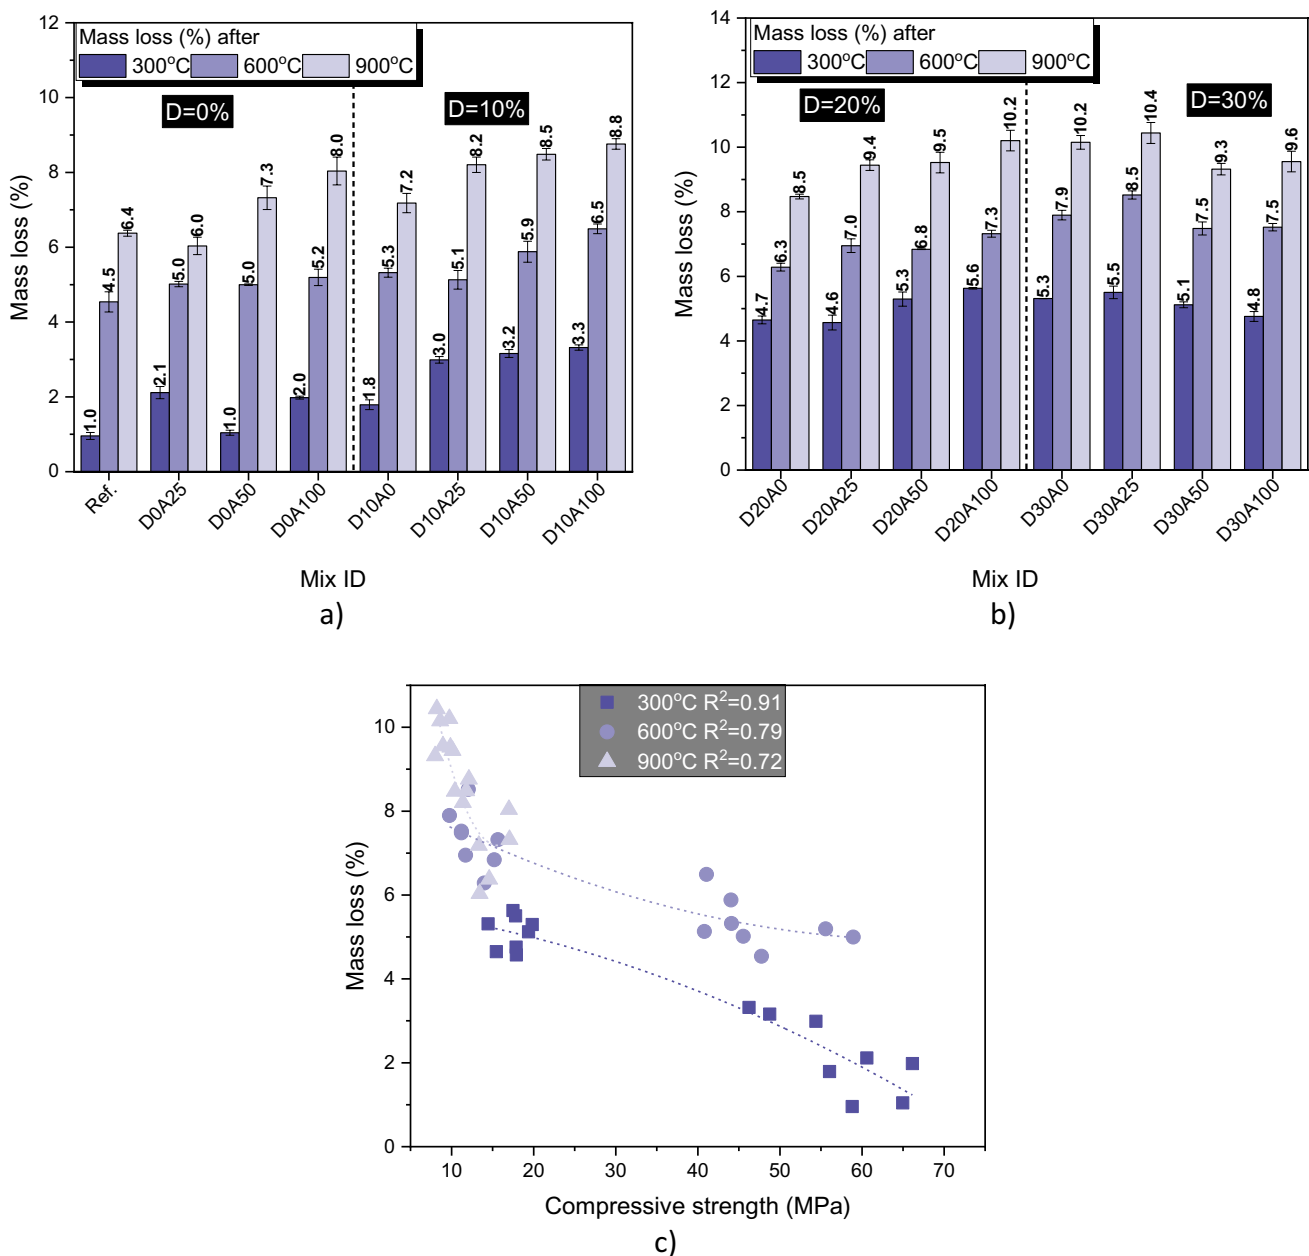 Mass loss (%) after
300°C 600°C 900°C
D=0% D=10%
12
10
8
6
4
2
0
Mass loss (%)
1.0 4.5 6.4 2.1 5.0 6.0 1.0 5.0 7.3 2.0 5.2 8.0 1.8 5.3 7.2 3.0 5.1 8.2 3.2 5.9 8.5 3.3 6.5 8.8
Ref. D0A25 D0A50 D0A100 D10A0 D10A25 D10A50 D10A100
Mix ID
a)
Mass loss (%) after
300°C 600°C 900°C
D=20% D=30%
14
12
10
8
6
4
2
0
Mass loss (%)
4.7 6.3 8.5 4.6 7.0 9.4 5.3 6.8 9.5 5.6 7.3 10.2 5.3 7.9 10.2 5.5 8.5 10.4 5.1 7.5 9.3 4.8 7.5 9.6
D20A0 D20A25 D20A50 D20A100 D30A0 D30A25 D30A50 D30A100
Mix ID
b)
300°C R²=0.91
600°C R²=0.79
900°C R²=0.72
10
8
6
4
2
0
Mass loss (%)
10 20 30 40 50 60 70
Compressive strength (MPa)
c)